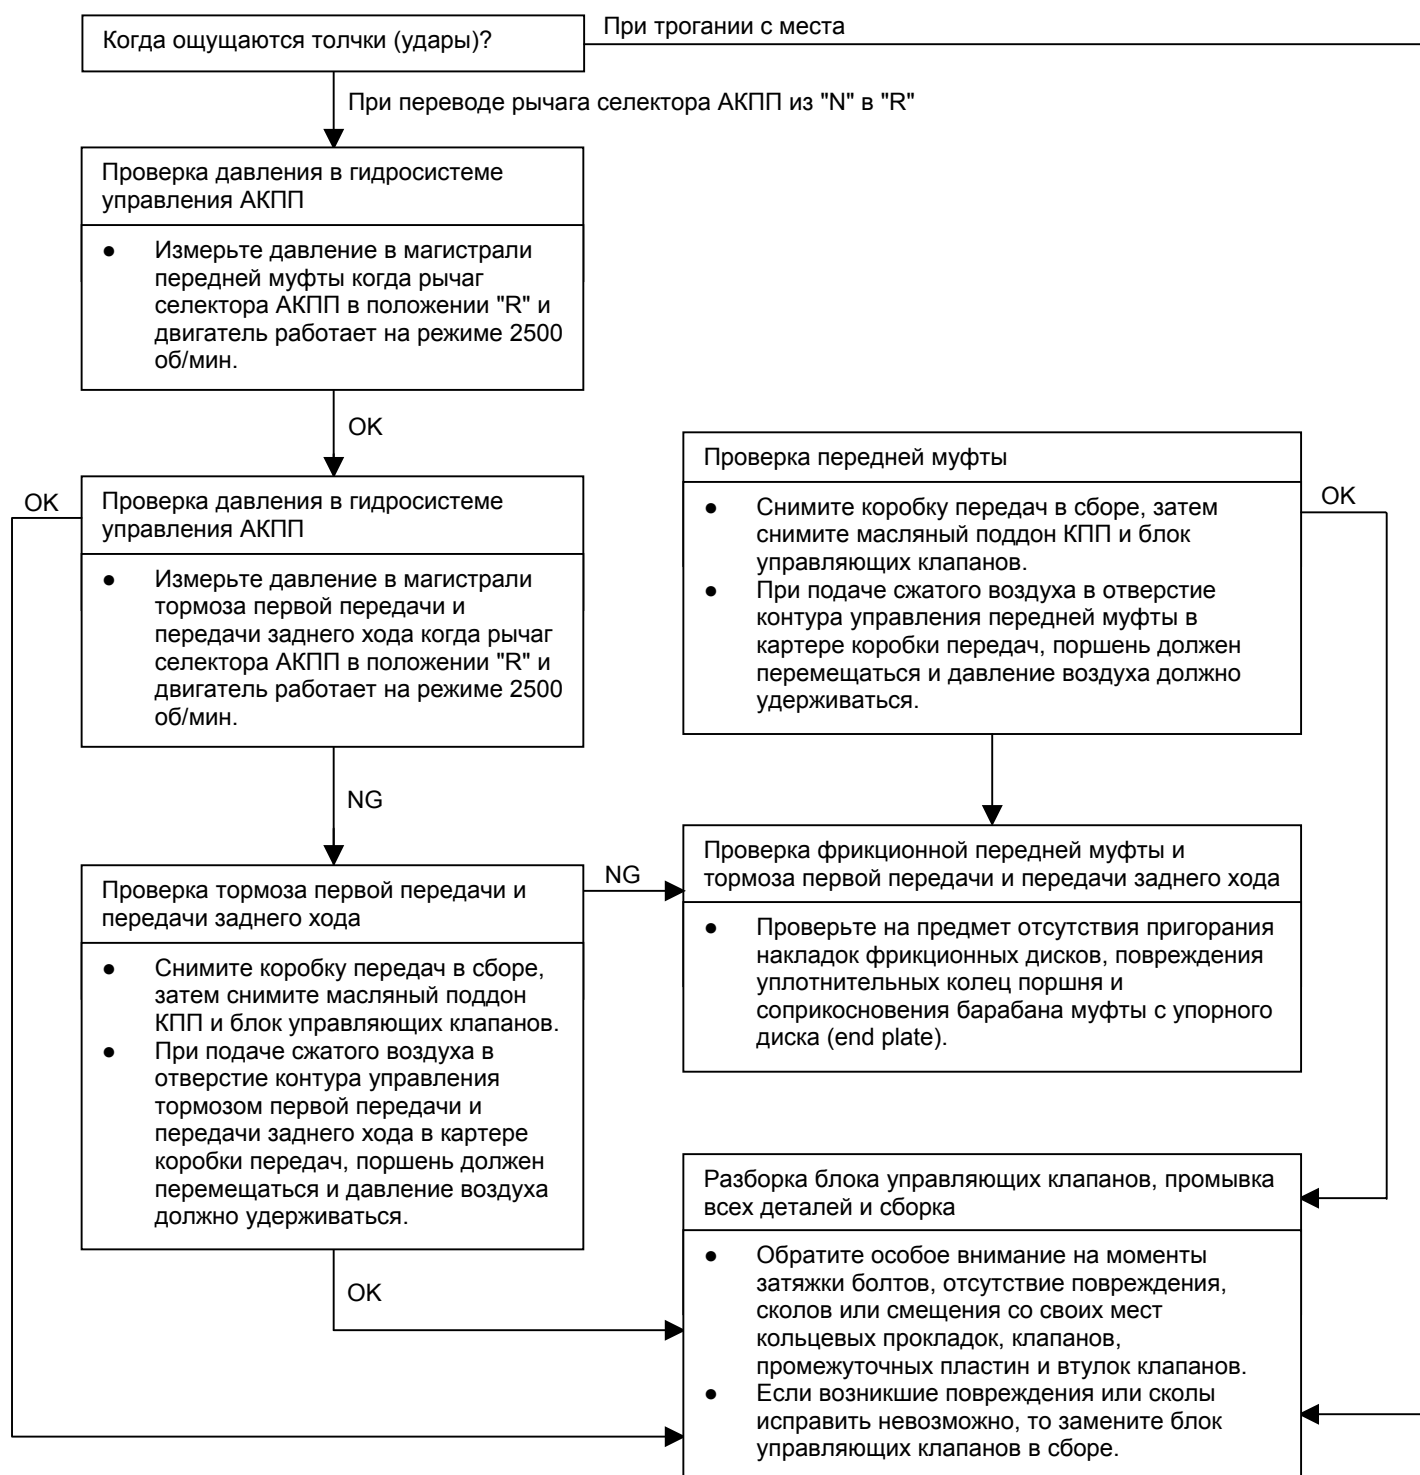 Когда ощущаются толчки (удары)?
При трогании с места
При переводе рычага селектора АКПП из "N" в "R"
Проверка давления в гидросистеме
управления АКПП
● Измерьте давление в магистрали
передней муфты когда рычаг
селектора АКПП в положении "R" и
двигатель работает на режиме 2500
об/мин.
OK
OK
Проверка давления в гидросистеме
управления АКПП
● Измерьте давление в магистрали
тормоза первой передачи и
передачи заднего хода когда рычаг
селектора АКПП в положении "R" и
двигатель работает на режиме 2500
об/мин.
NG
Проверка передней муфты
● Снимите коробку передач в сборе, затем
снимите масляный поддон КПП и блок
управляющих клапанов.
● При подаче сжатого воздуха в отверстие
контура управления передней муфты в
картере коробки передач, поршень должен
перемещаться и давление воздуха должно
удерживаться.
OK
Проверка тормоза первой передачи и
передачи заднего хода
● Снимите коробку передач в сборе,
затем снимите масляный поддон
КПП и блок управляющих клапанов.
● При подаче сжатого воздуха в
отверстие контура управления
тормозом первой передачи и
передачи заднего хода в картере
коробки передач, поршень должен
перемещаться и давление воздуха
должно удерживаться.
NG
OK
Проверка фрикционной передней муфты и
тормоза первой передачи и передачи заднего хода
● Проверьте на предмет отсутствия пригорания
накладок фрикционных дисков, повреждения
уплотнительных колец поршня и
соприкосновения барабана муфты с упорного
диска (end plate).
Разборка блока управляющих клапанов, промывка
всех деталей и сборка
● Обратите особое внимание на моменты
затяжки болтов, отсутствие повреждения,
сколов или смещения со своих мест
кольцевых прокладок, клапанов,
промежуточных пластин и втулок клапанов.
● Если возникшие повреждения или сколы
исправить невозможно, то замените блок
управляющих клапанов в сборе.